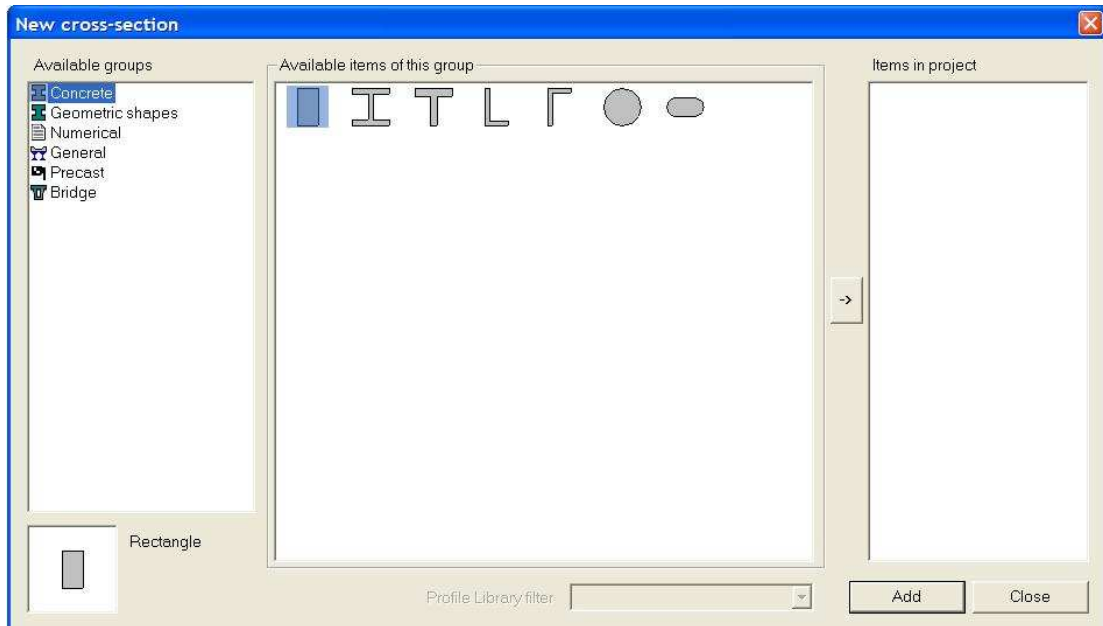 New cross-section
Available groups
Concrete
Geometric shapes
Numerical
General
Precast
Bridge
Rectangle
Available items of this group
Profile Library filter
->
Items in project
Add
Close